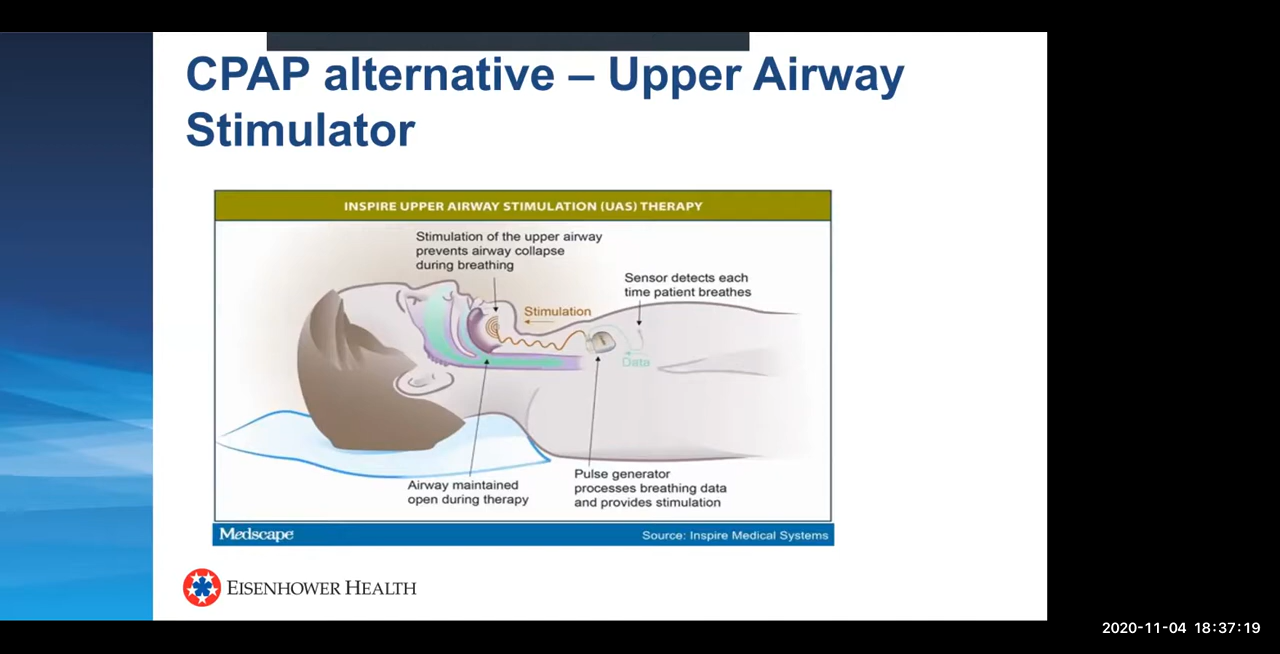 CPAP alternative – Upper Airway
Stimulator
INSPIRE UPPER AIRWAY STIMULATION (UAS) THERAPY
Stimulation of the upper airway
prevents airway collapse
during breathing
Sensor detects each
time patient breathes
Stimulation
Data
Airway maintained
open during therapy
Pulse generator
processes breathing data
and provides stimulation
Medscape
Source: Inspire Medical Systems
EISENHOWER HEALTH
2020-11-04 18:37:19